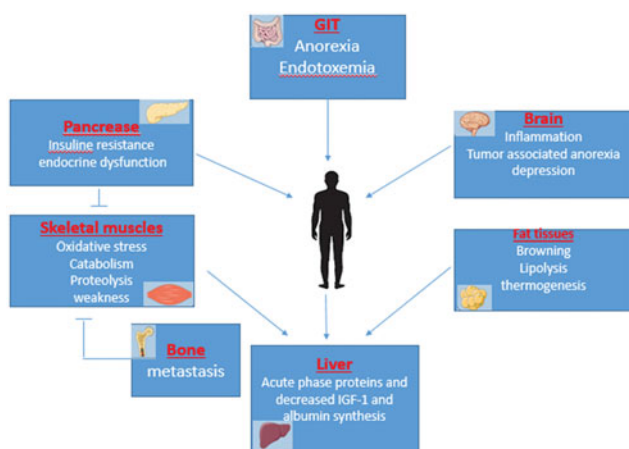 GIT
Anorexia
Endotoxemia
Pancrease
Insuline resistance
endocrine dysfunction
Brain
Inflammation
Tumor associated anorexia
depression
Skeletal muscles
Oxidative stress
Catabolism
Proteolysis
weakness
Fat tissues
Browning
Lipolysis
thermogenesis
Bone
metastasis
Liver
Acute phase proteins and
decreased IGF-1 and
albumin synthesis